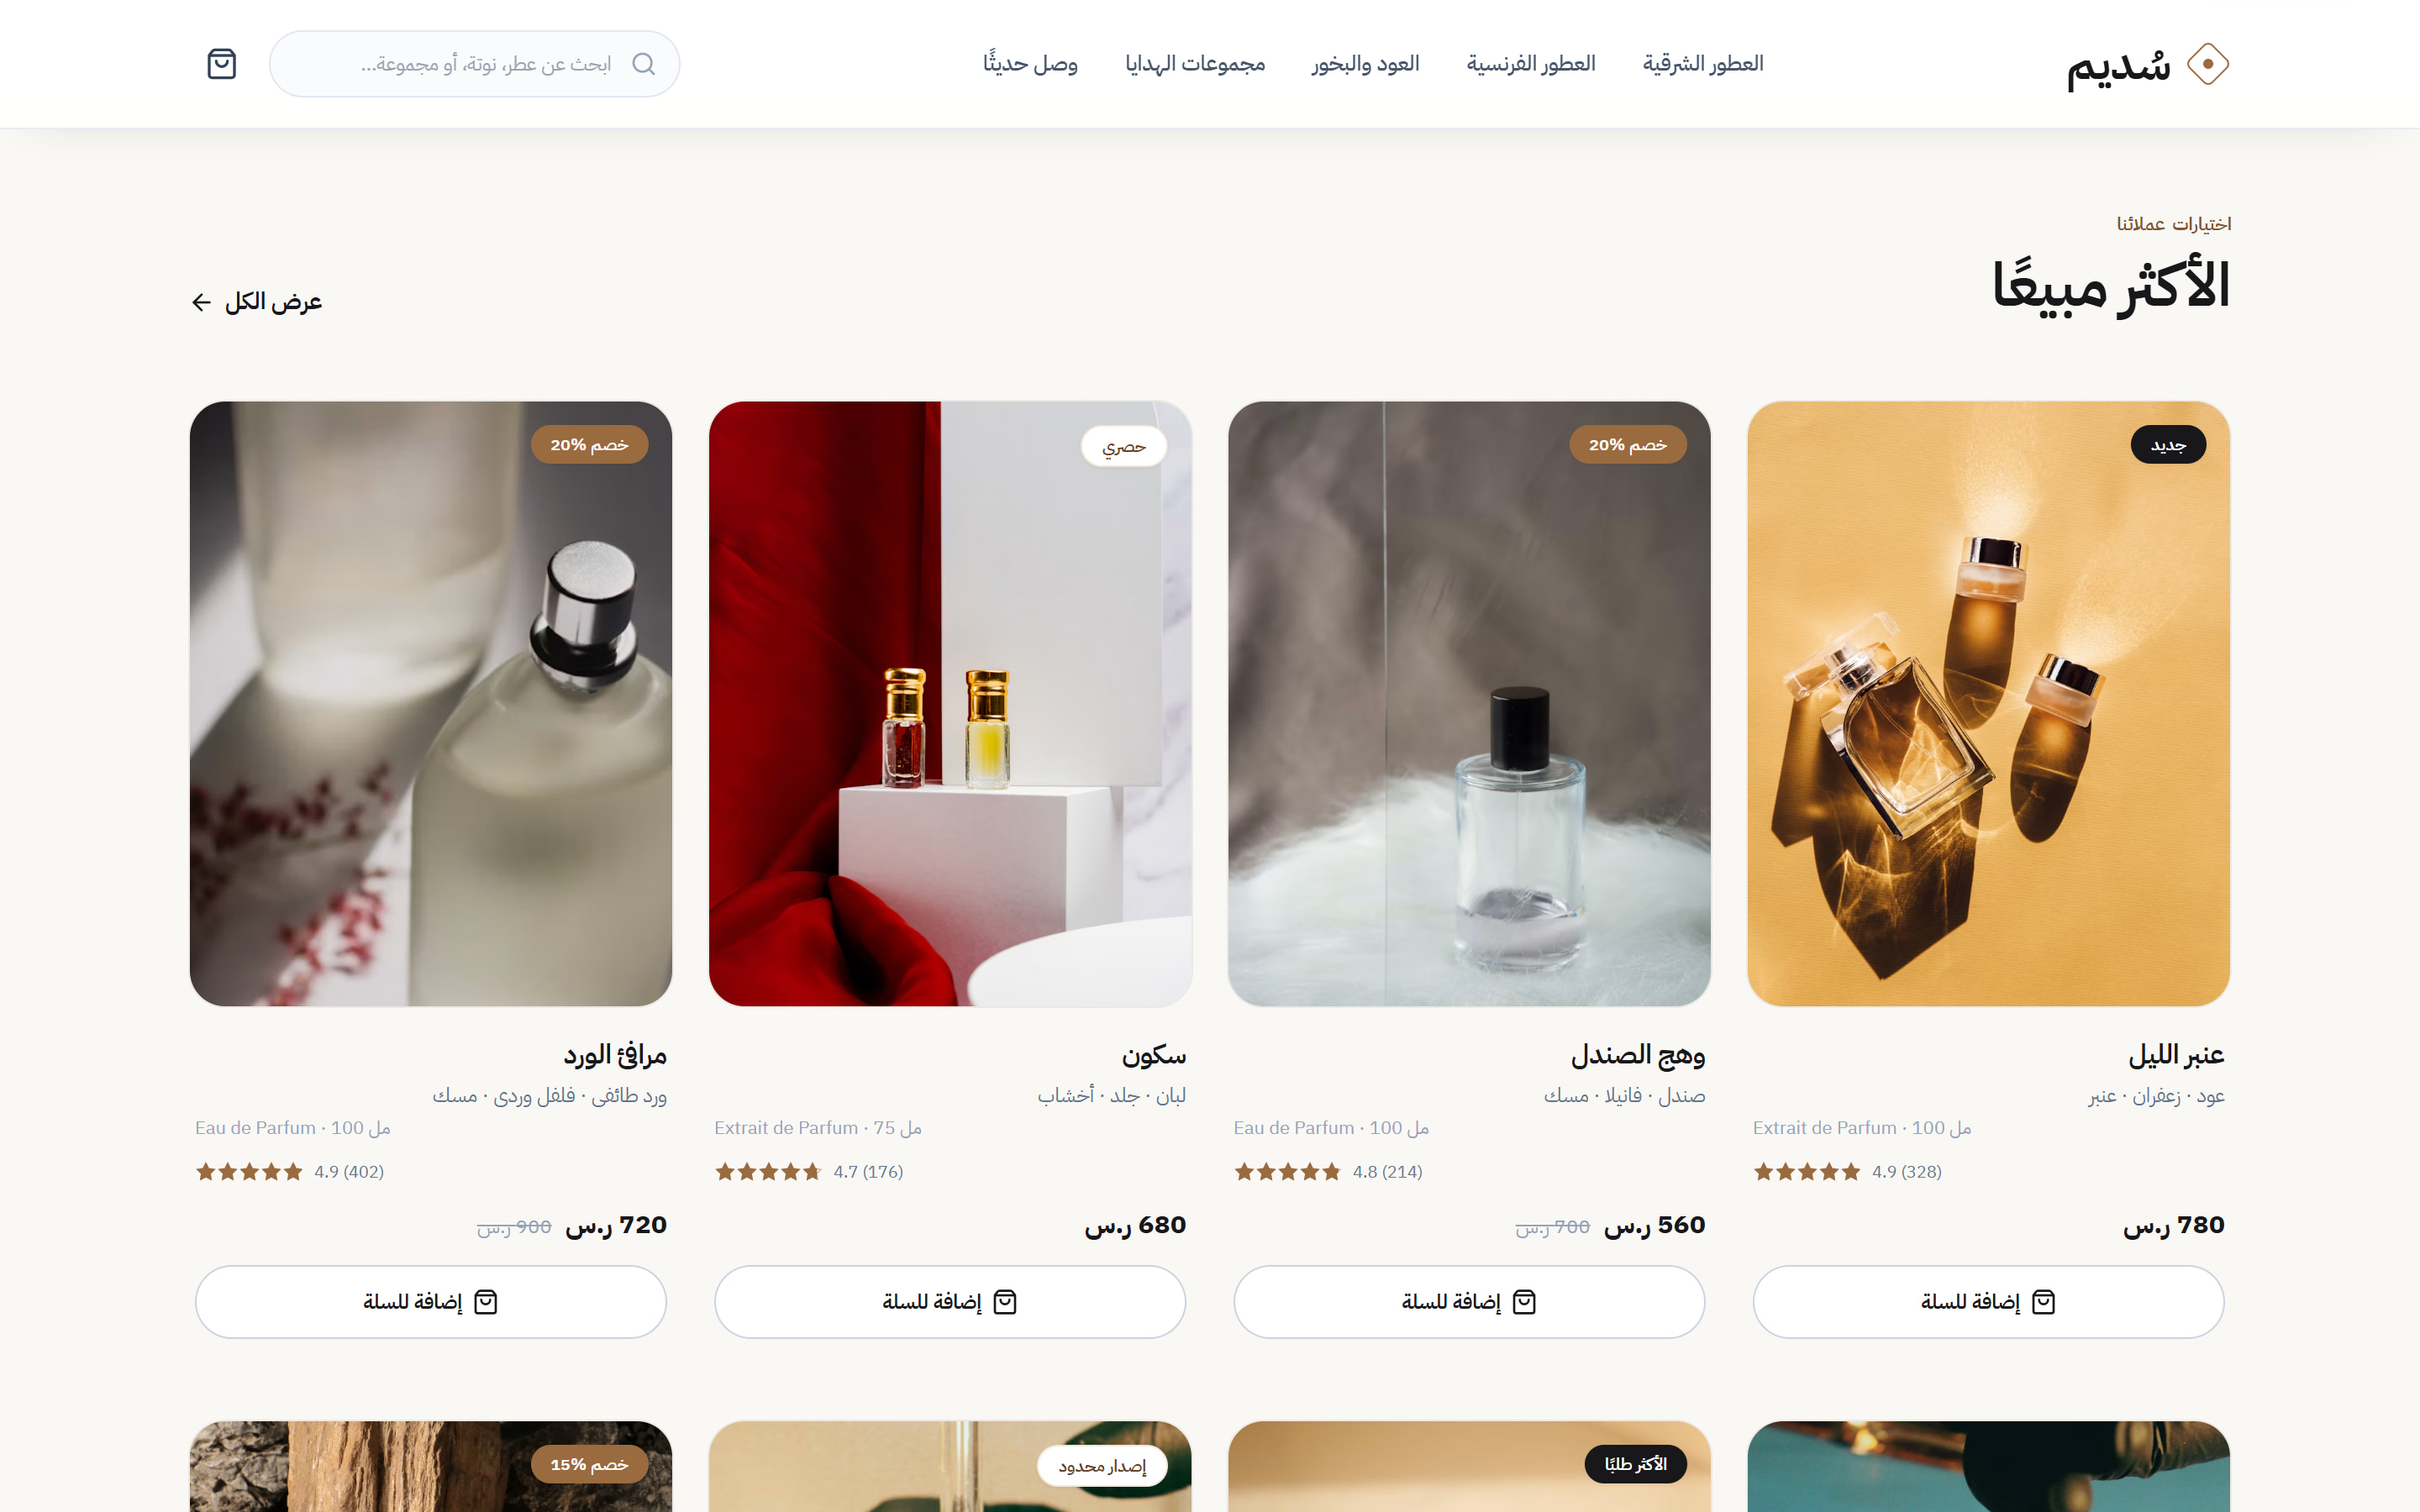 سُديم
العطور الشرقية
العطور الفرنسية
العود والبخور
مجموعات الهدايا
وصل حديثًا
ابحث عن عطر، نوتة، أو مجموعة...
اختيارات عملائنا
الأكثر مبيعًا
عرض الكل
جديد
عنبر الليل
عود · زعفران · عنبر
Extrait de Parfum · 100 مل
4.9 (328)
780 ر.س
إضافة للسلة
خصم 20%
وهج الصندل
صندل · فانيلا · مسك
Eau de Parfum · 100 مل
4.8 (214)
560 ر.س 700 ر.س
إضافة للسلة
حصري
سكون
لبان · جلد · أخشاب
Extrait de Parfum · 75 مل
4.7 (176)
680 ر.س
إضافة للسلة
خصم 20%
مرافئ الورد
ورد طائفي · فلفل وردي · مسك
Eau de Parfum · 100 مل
4.9 (402)
720 ر.س 900 ر.س
إضافة للسلة
الأكثر طلبًا
إصدار محدود
خصم 15%